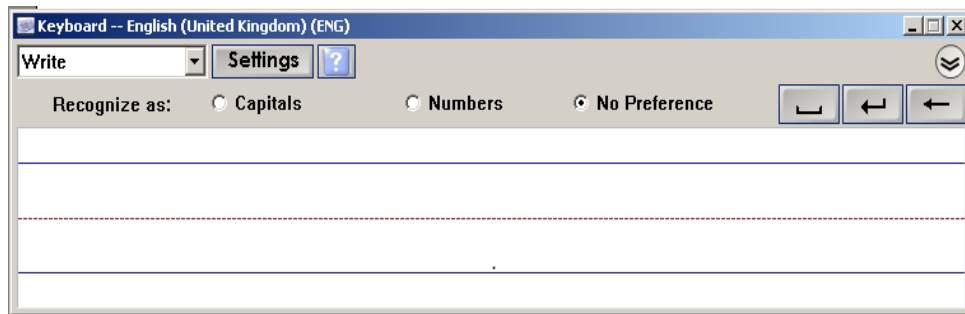 Keyboard -- English (United Kingdom) (ENG)
Write Settings ?
Recognize as: Capitals Numbers No Preference